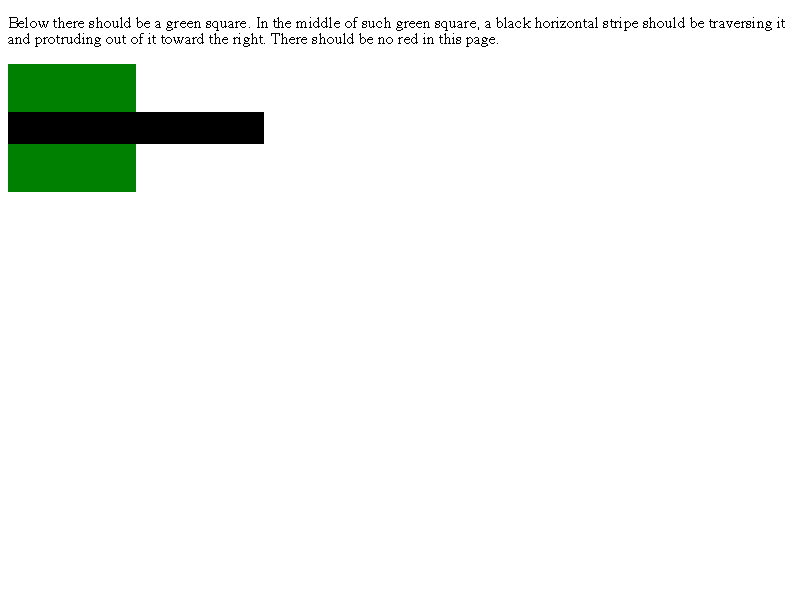 Below there should be a green square. In the middle of such green square, a black horizontal stripe should be traversing it
and protruding out of it toward the right. There should be no red in this page.